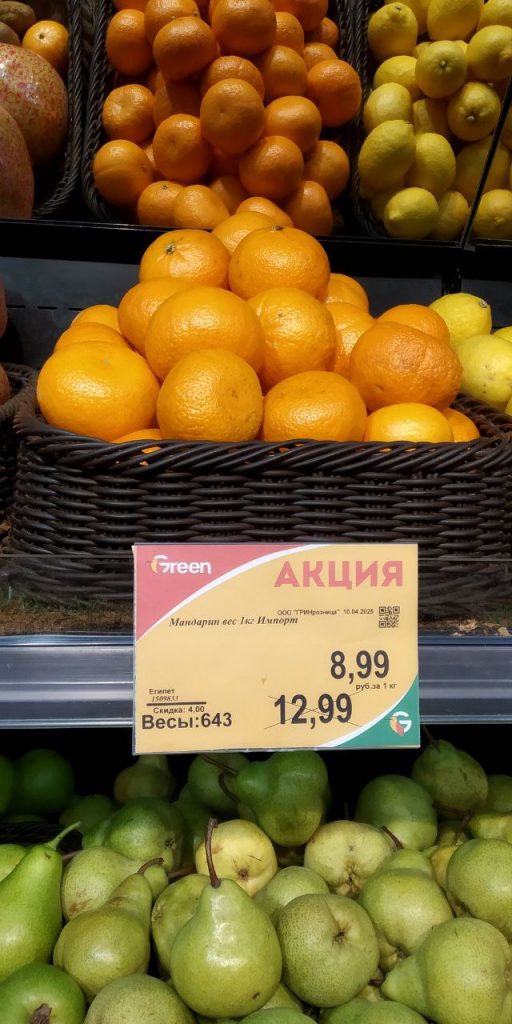 Green
АКЦИЯ
ООО "ГРИНрозница" 10.04.2025
Мандарин вес 1кг Импорт
8,99
руб.за 1 кг
Египет
1509833
Скидка: 4.00
12,99
Весы:643
G